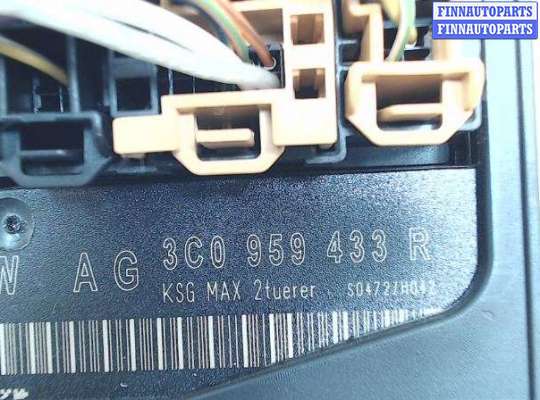 FINNAUTOPARTS
FINNAUTOPARTS
W AG 3C0 959 433 R
KSG MAX 2tuerer